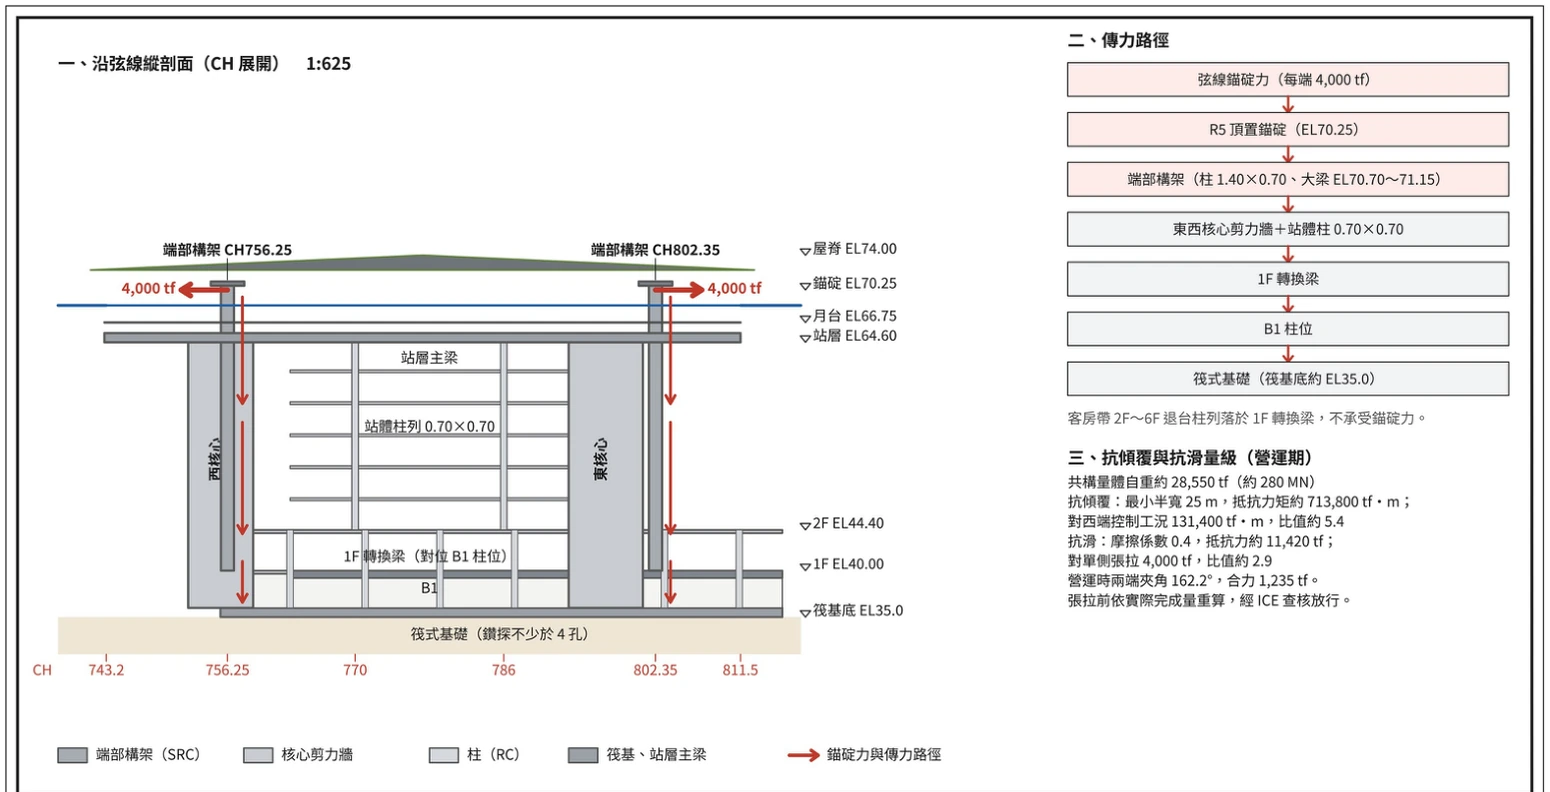 一、沿弦線縱剖面（CH 展開） 1:625
端部構架 CH756.25
端部構架 CH802.35
4,000 tf
4,000 tf
屋脊 EL74.00
錨碇 EL70.25
月台 EL66.75
站層 EL64.60
站層主梁
站體柱列 0.70×0.70
西核心
東核心
2F EL44.40
1F 轉換梁（對位 B1 柱位）
1F EL40.00
B1
筏基底 EL35.0
筏式基礎（鑽探不少於 4 孔）
CH 743.2 756.25 770 786 802.35 811.5
端部構架（SRC）
核心剪力牆
柱（RC）
筏基、站層主梁
錨碇力與傳力路徑
二、傳力路徑
弦線錨碇力（每端 4,000 tf）
R5 頂置錨碇（EL70.25）
端部構架（柱 1.40×0.70、大梁 EL70.70～71.15）
東西核心剪力牆＋站體柱 0.70×0.70
1F 轉換梁
B1 柱位
筏式基礎（筏基底約 EL35.0）
客房帶 2F～6F 退台柱列落於 1F 轉換梁，不承受錨碇力。
三、抗傾覆與抗滑量級（營運期）
共構量體自重約 28,550 tf（約 280 MN）
抗傾覆：最小半寬 25 m，抵抗力矩約 713,800 tf・m；
對西端控制工況 131,400 tf・m，比值約 5.4
抗滑：摩擦係數 0.4，抵抗力約 11,420 tf；
對單側張拉 4,000 tf，比值約 2.9
營運時兩端夾角 162.2°，合力 1,235 tf。
張拉前依實際完成量重算，經 ICE 查核放行。